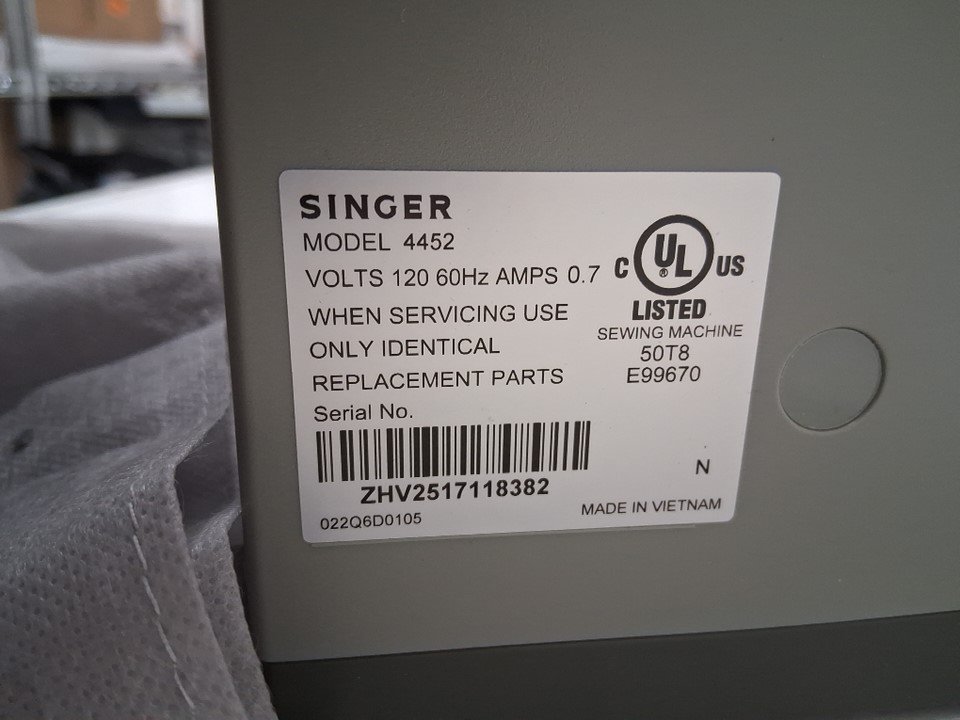 SINGER
MODEL 4452
VOLTS 120 60Hz AMPS 0.7
WHEN SERVICING USE
ONLY IDENTICAL
REPLACEMENT PARTS
Serial No.
ZHV2517118382
022Q6D0105
C UL® US
LISTED
SEWING MACHINE
50T8
E99670
N
MADE IN VIETNAM